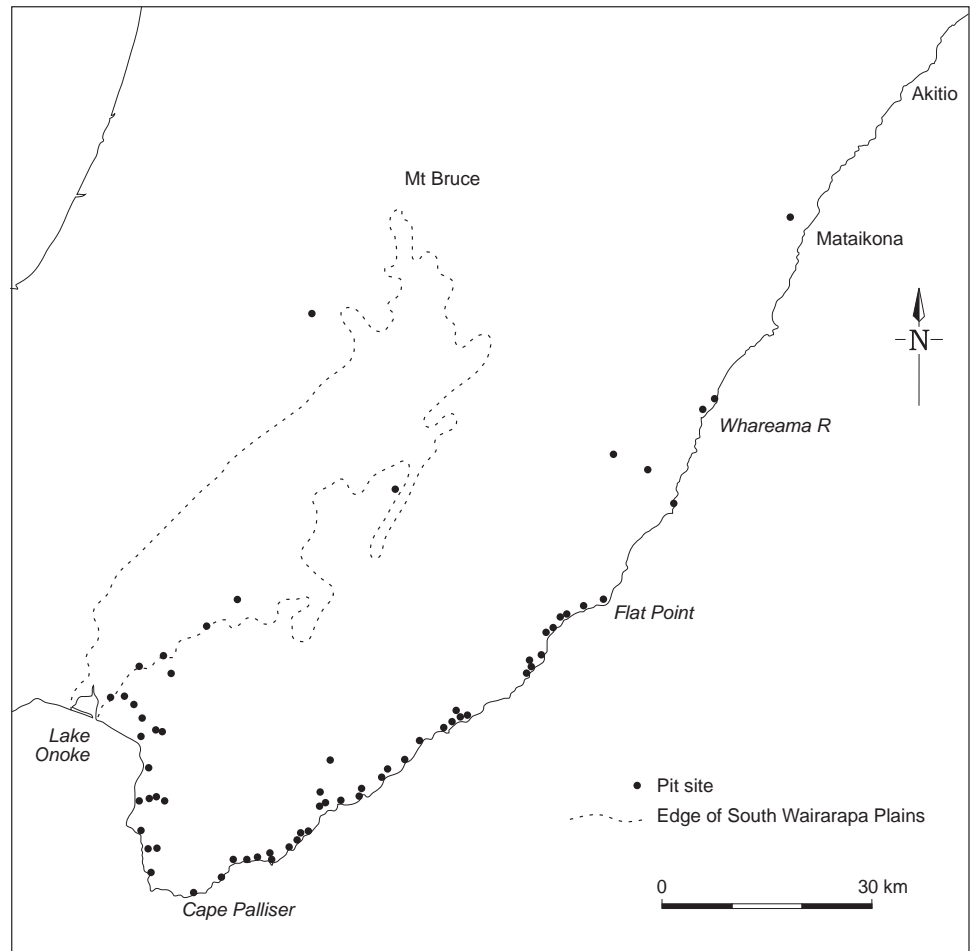 Akitio
Mt Bruce
Mataikona
N
Whareama R
Flat Point
Lake
Onoke
Pit site
Edge of South Wairarapa Plains
0 30 km
Cape Palliser